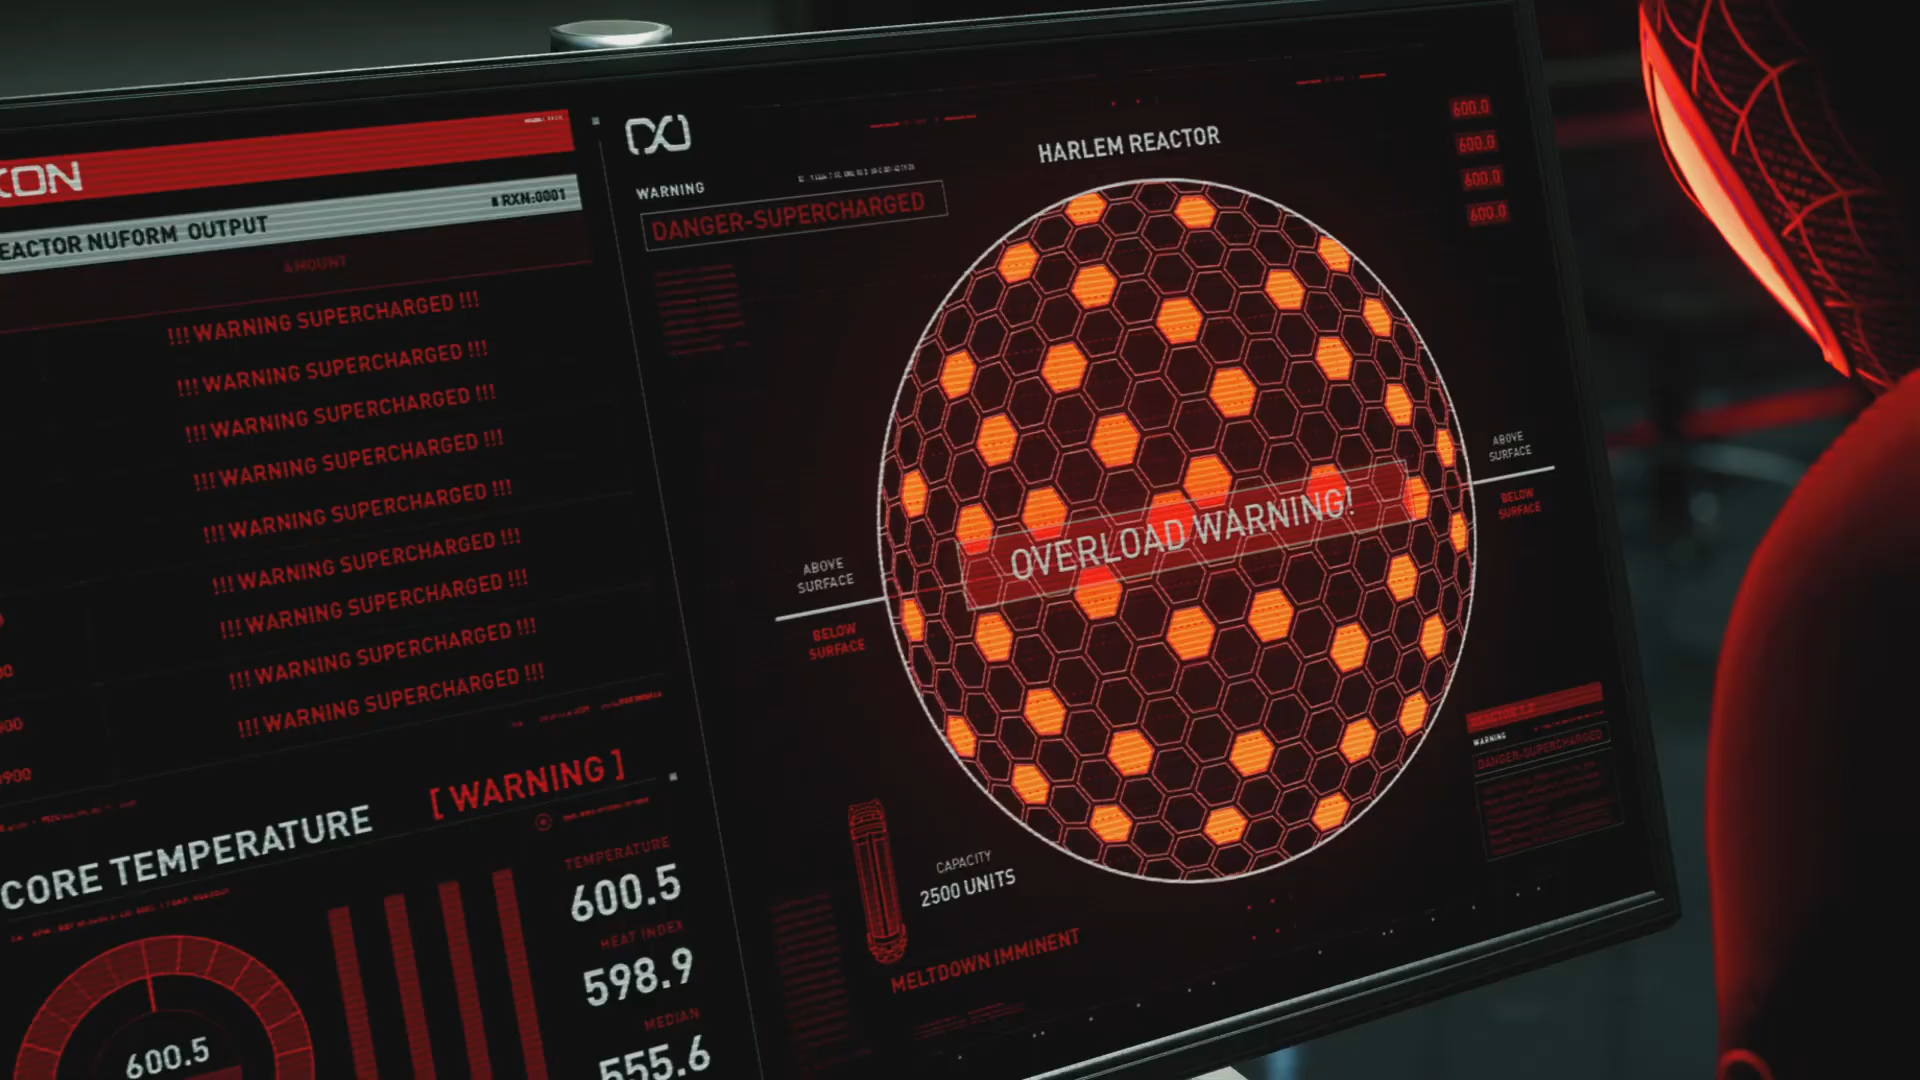 XON
EACTOR NUFORM OUTPUT
RXN:0001
AMOUNT
!!! WARNING SUPERCHARGED !!!
!!! WARNING SUPERCHARGED !!!
!!! WARNING SUPERCHARGED !!!
!!! WARNING SUPERCHARGED !!!
!!! WARNING SUPERCHARGED !!!
!!! WARNING SUPERCHARGED !!!
!!! WARNING SUPERCHARGED !!!
!!! WARNING SUPERCHARGED !!!
!!! WARNING SUPERCHARGED !!!
CORE TEMPERATURE
[ WARNING ]
600.5
TEMPERATURE
600.5
HEAT INDEX
598.9
MEDIAN
555.6
WARNING
DANGER-SUPERCHARGED
HARLEM REACTOR
600.0
600.0
600.0
600.0
OVERLOAD WARNING!
ABOVE
SURFACE
BELOW
SURFACE
ABOVE
SURFACE
BELOW
SURFACE
CAPACITY
2500 UNITS
MELTDOWN IMMINENT
WARNING
DANGER-SUPERCHARGED